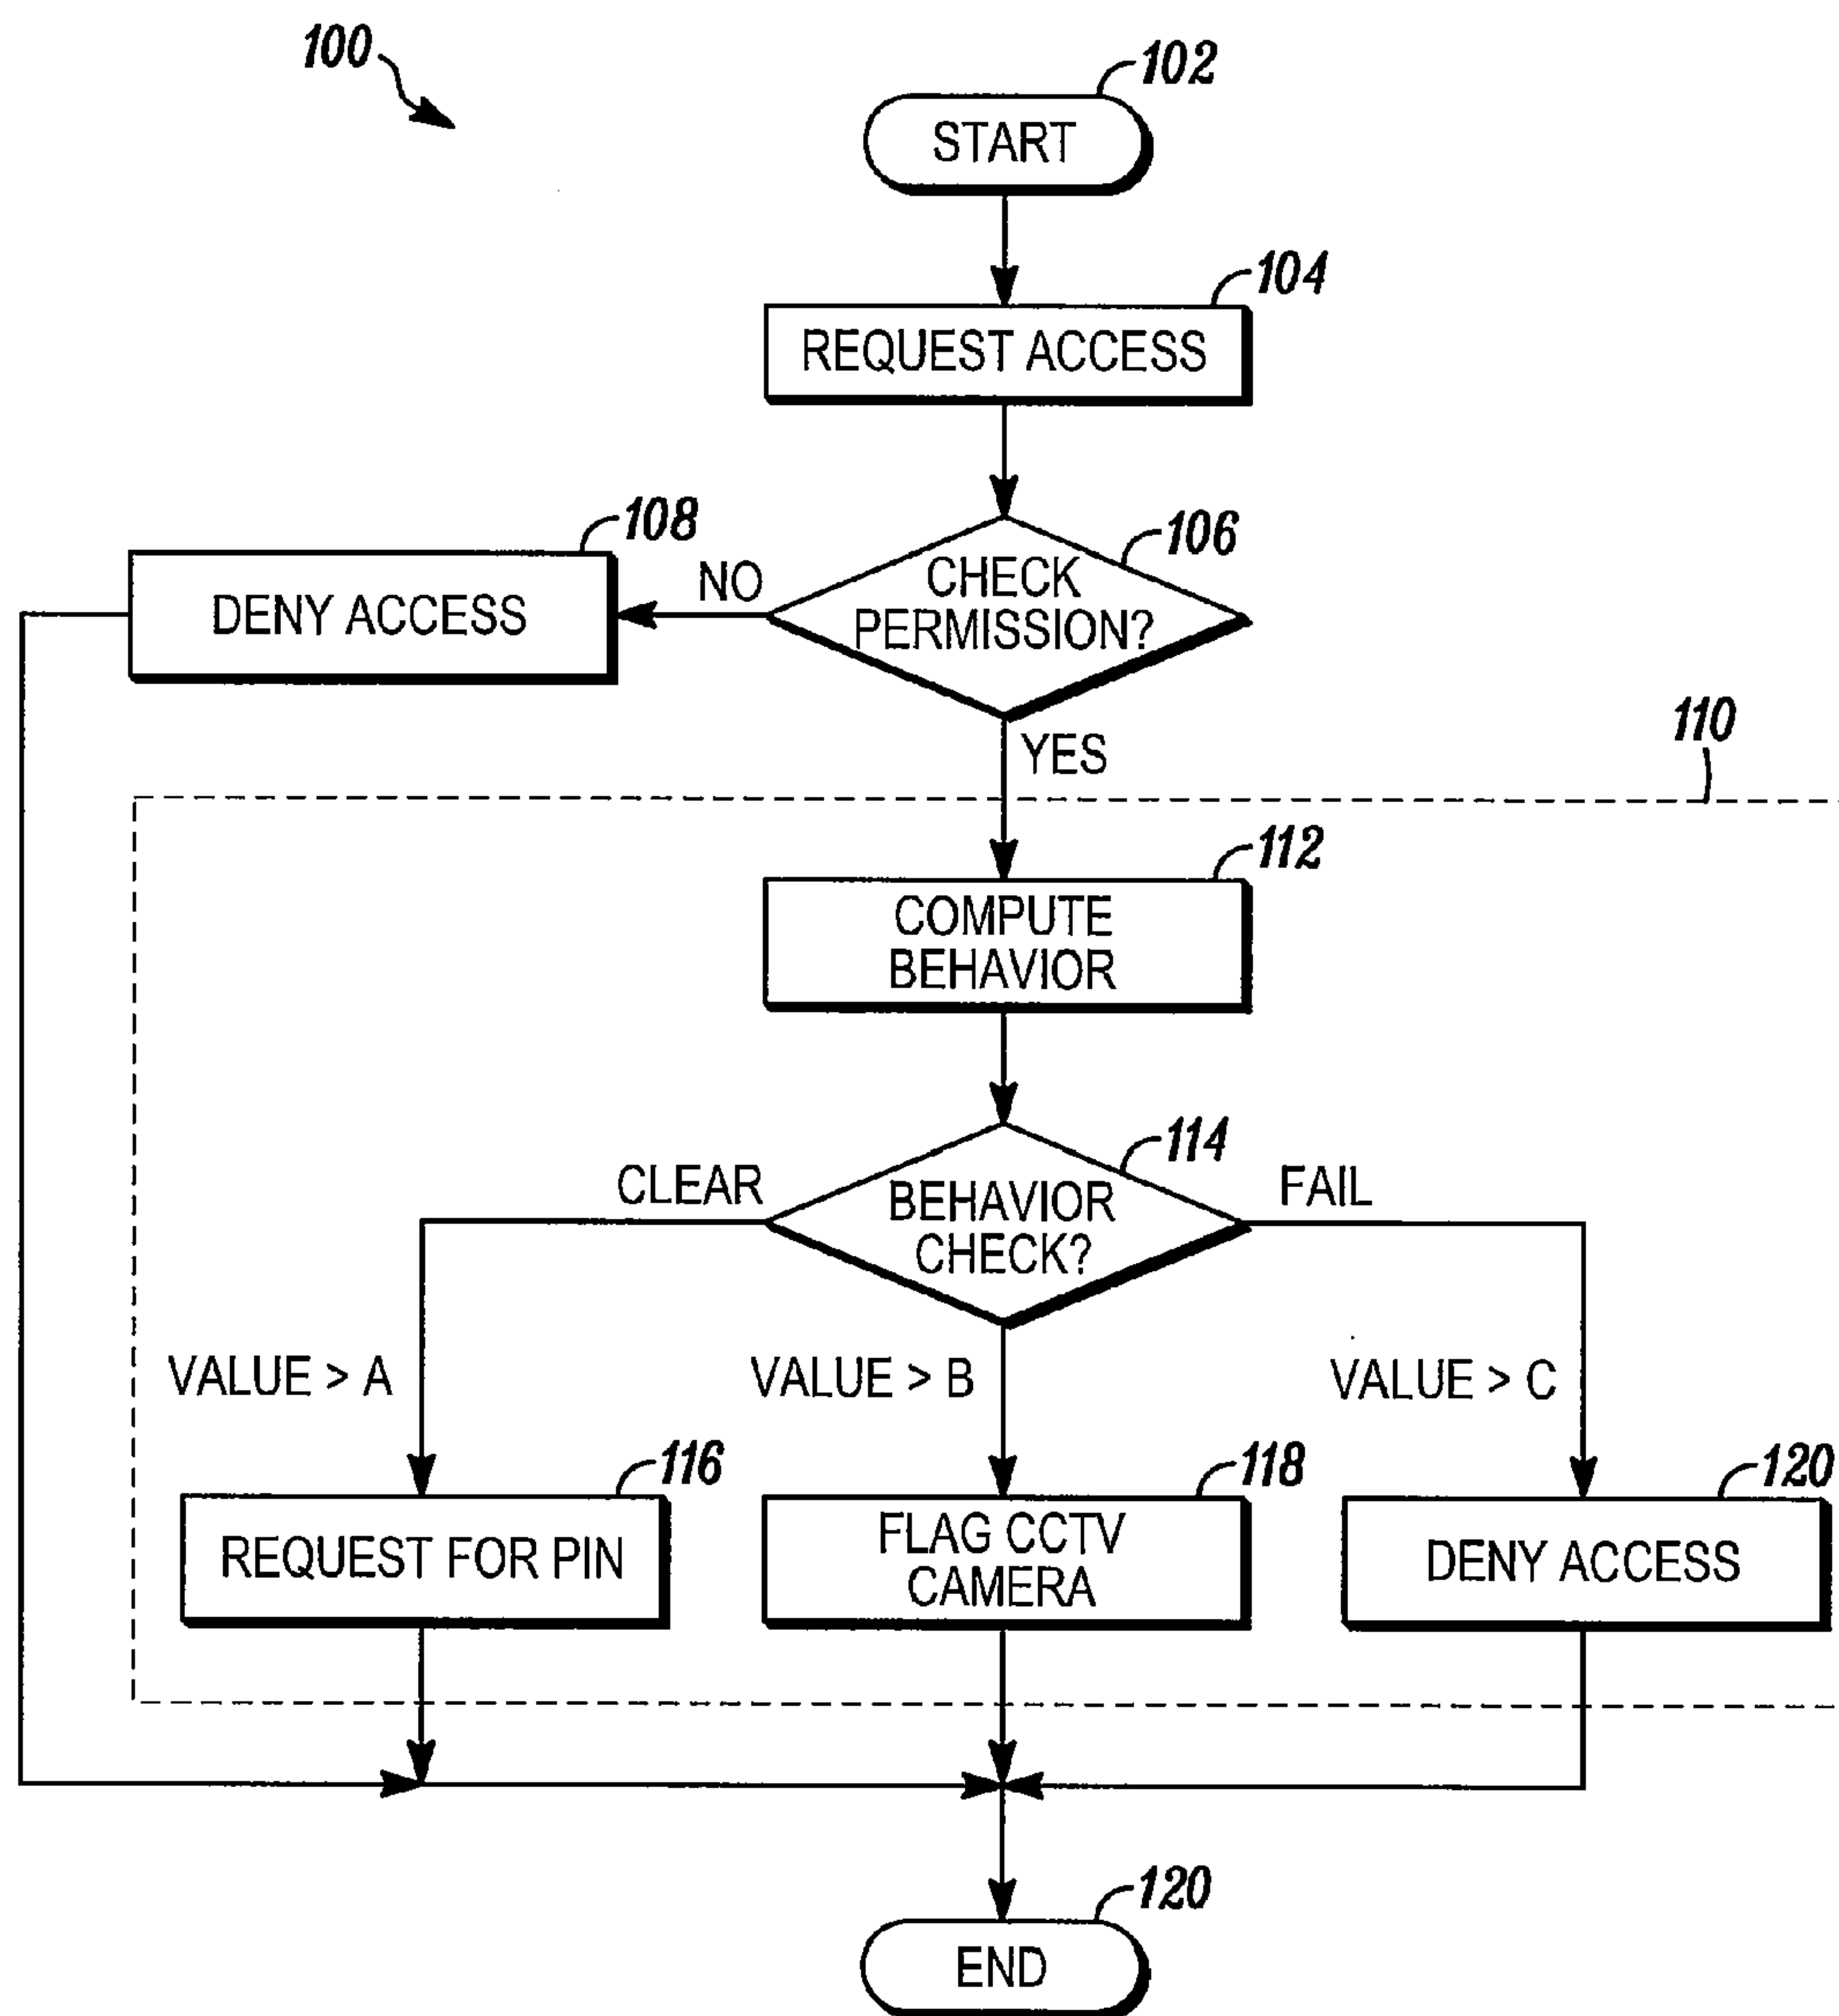 100
102
START
104
REQUEST ACCESS
108
106
DENY ACCESS
NO
CHECK
PERMISSION?
YES
110
112
COMPUTE
BEHAVIOR
114
CLEAR
BEHAVIOR
CHECK?
FAIL
VALUE > A
VALUE > B
VALUE > C
116
118
120
REQUEST FOR PIN
FLAG CCTV
CAMERA
DENY ACCESS
120
END